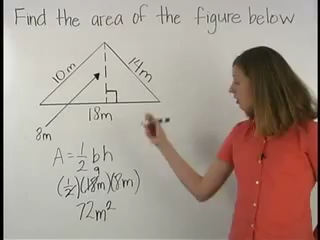 Find the area of the figure below
10m
14m
18m
8m
A = 1/2 bh
9
(1/2)(18m)(8m)
72m²